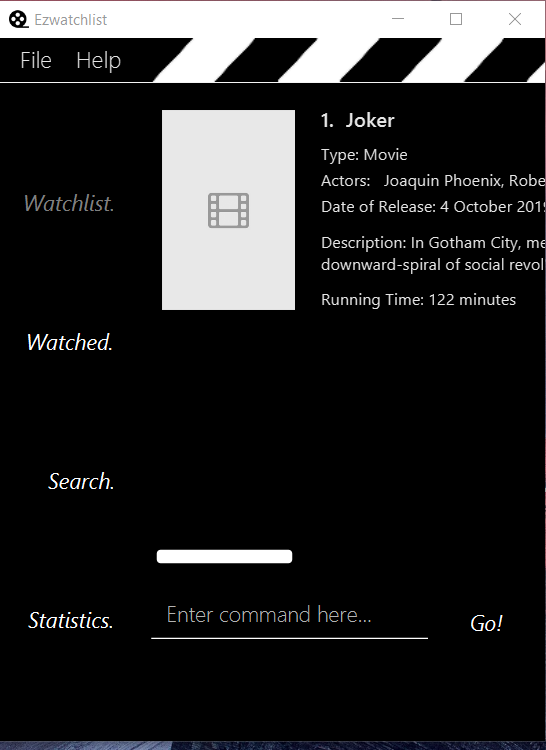 Ezwatchlist
File Help
1. Joker
Type: Movie
Actors: Joaquin Phoenix, Robe
Date of Release: 4 October 2019
Description: In Gotham City, me
downward-spiral of social revol
Running Time: 122 minutes
Watchlist.
Watched.
Search.
Statistics.
Enter command here...
Go!